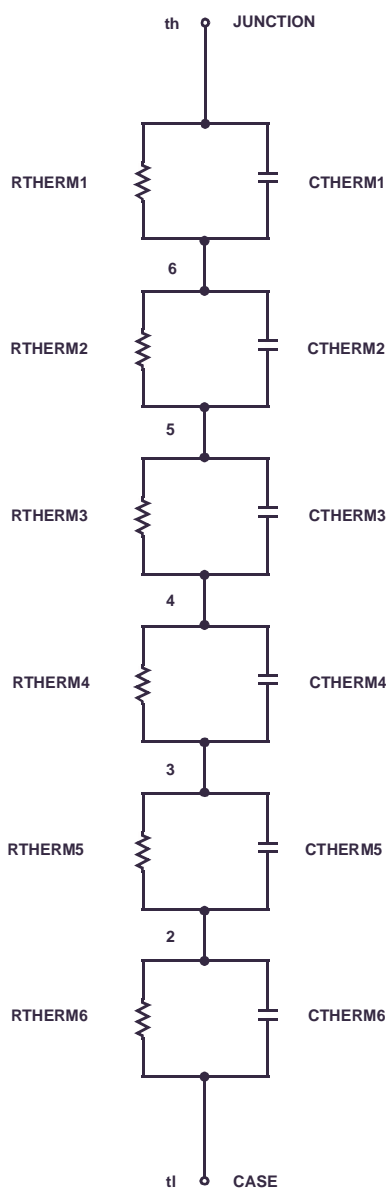 th JUNCTION
RTHERM1 CTHERM1
6
RTHERM2 CTHERM2
5
RTHERM3 CTHERM3
4
RTHERM4 CTHERM4
3
RTHERM5 CTHERM5
2
RTHERM6 CTHERM6
tl CASE